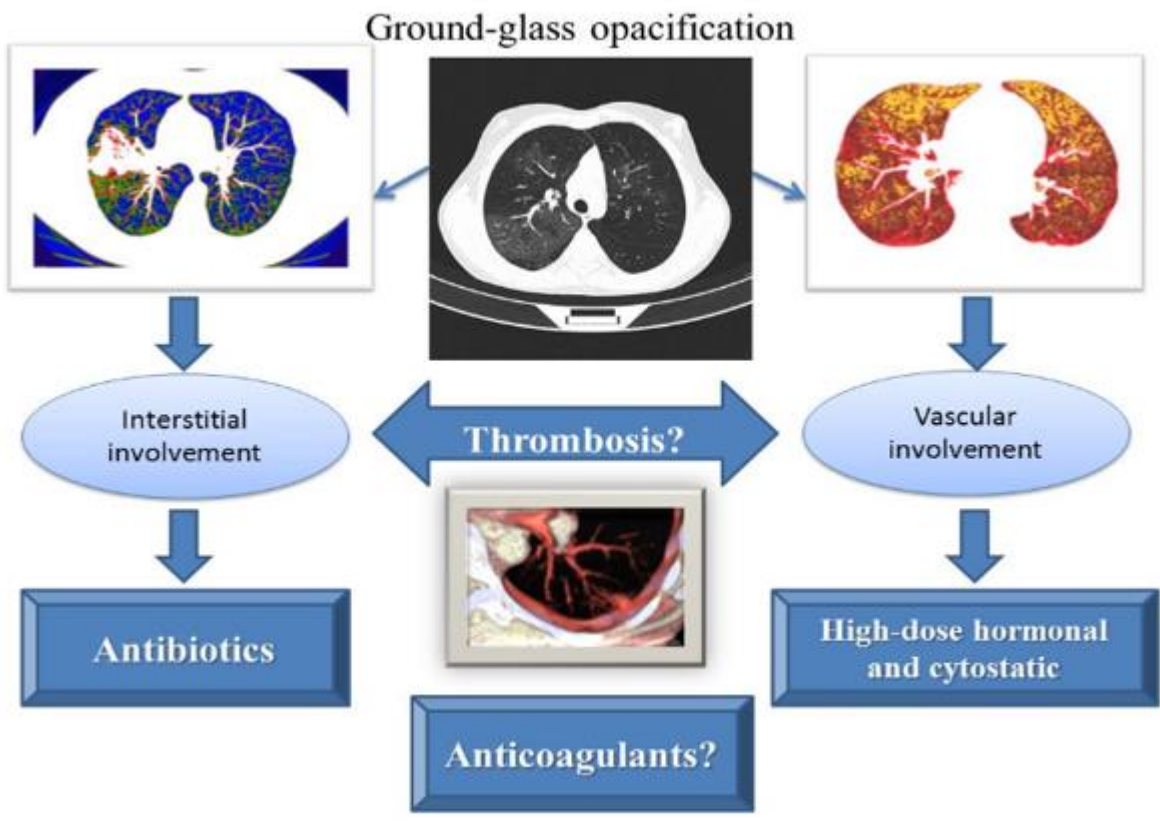 Ground-glass opacification
Interstitial
involvement
Thrombosis?
Vascular
involvement
Antibiotics
High-dose hormonal
and cytostatic
Anticoagulants?